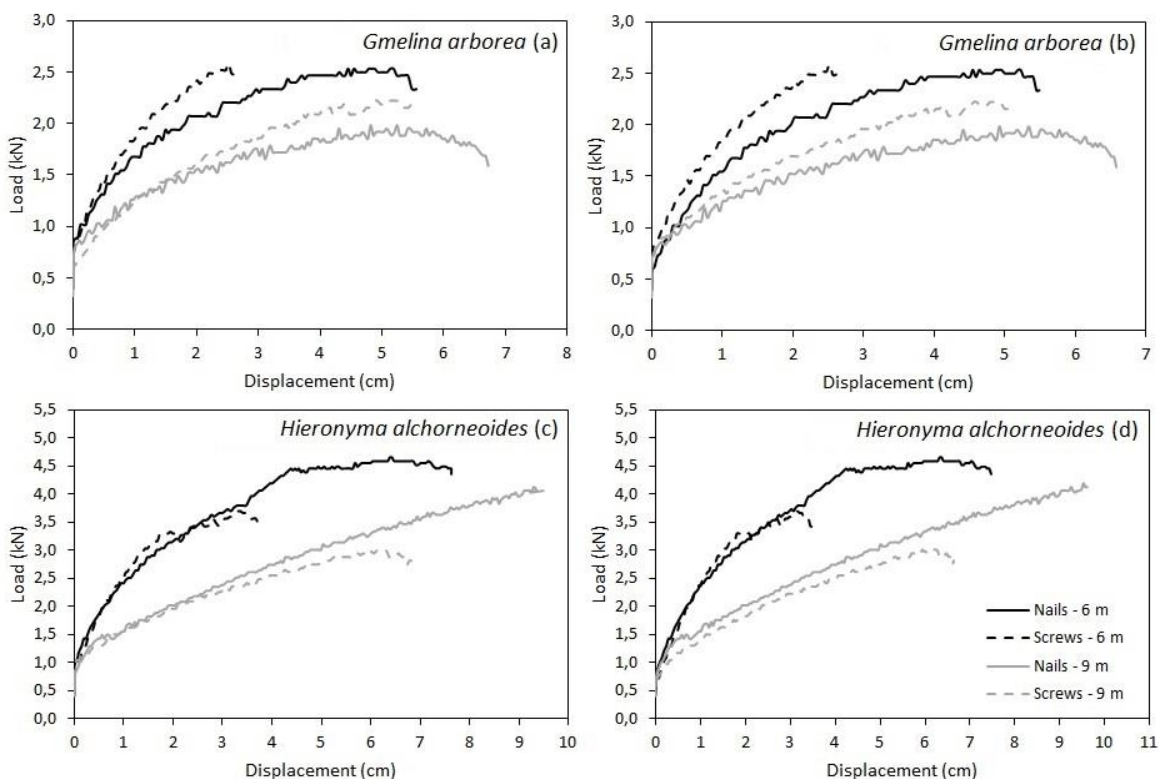 Gmelina arborea (a)
3,0
2,5
2,0
1,5
1,0
0,5
0,0
Load (kN)
0 1 2 3 4 5 6 7 8
Displacement (cm)
Gmelina arborea (b)
3,0
2,5
2,0
1,5
1,0
0,5
0,0
Load (kN)
0 1 2 3 4 5 6 7
Displacement (cm)
Hieronyma alchorneoides (c)
5,5
5,0
4,5
4,0
3,5
3,0
2,5
2,0
1,5
1,0
0,5
0,0
Load (kN)
0 1 2 3 4 5 6 7 8 9 10
Displacement (cm)
Hieronyma alchorneoides (d)
5,5
5,0
4,5
4,0
3,5
3,0
2,5
2,0
1,5
1,0
0,5
0,0
Load (kN)
Nails - 6 m
Screws - 6 m
Nails - 9 m
Screws - 9 m
0 1 2 3 4 5 6 7 8 9 10 11
Displacement (cm)